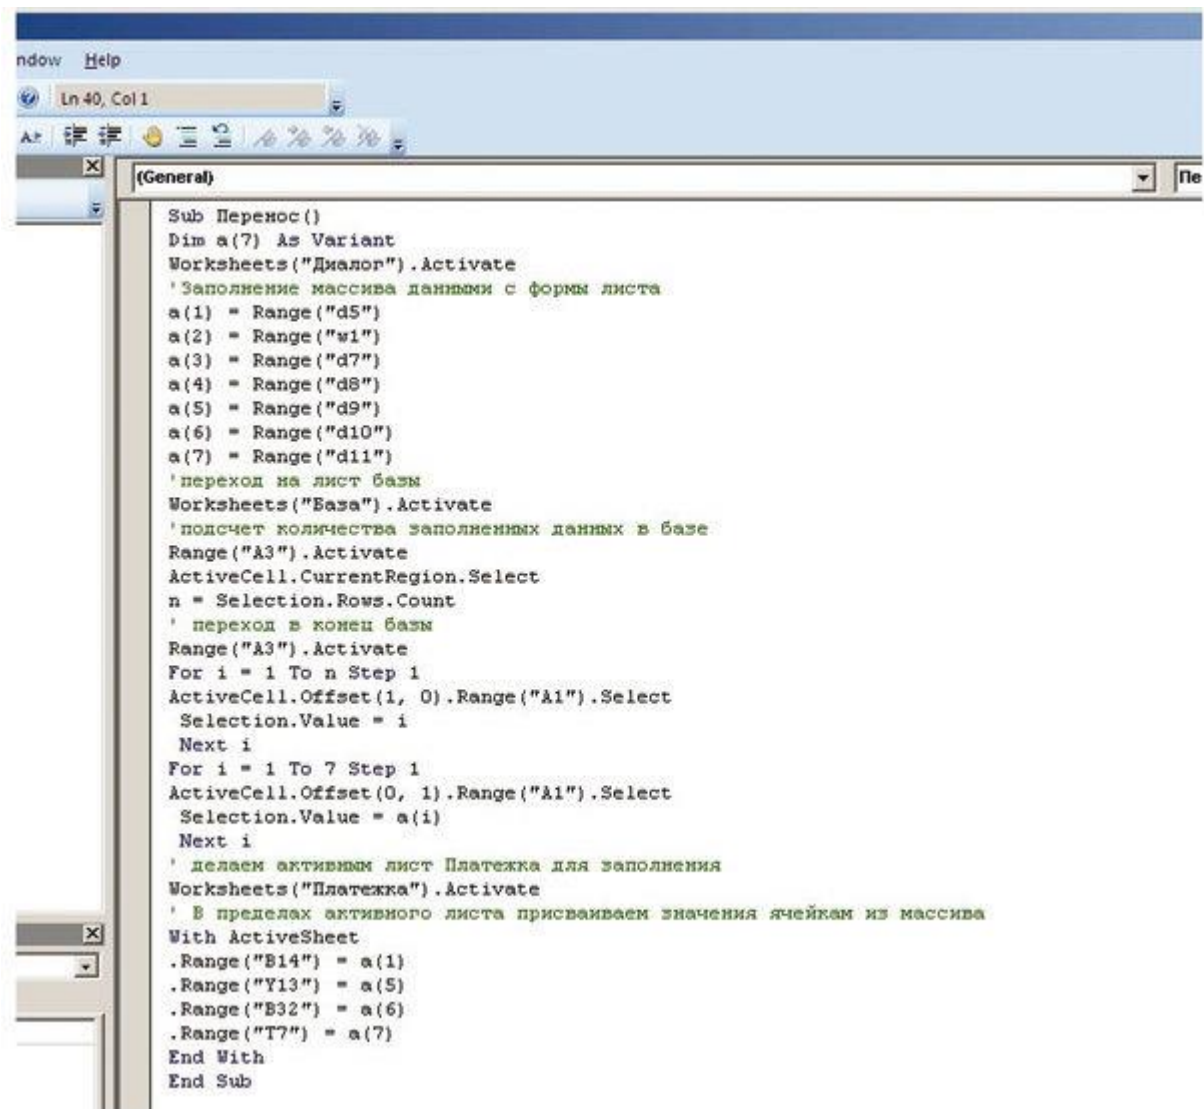 ndow Help
Ln 40, Col 1
(General)
Пе
Sub Перенос()
Dim a(7) As Variant
Worksheets("Диалог").Activate
'Заполнение массива данными с формы листа
a(1) = Range("d5")
a(2) = Range("w1")
a(3) = Range("d7")
a(4) = Range("d8")
a(5) = Range("d9")
a(6) = Range("d10")
a(7) = Range("d11")
'переход на лист базы
Worksheets("База").Activate
'подсчет количества заполненных данных в базе
Range("A3").Activate
ActiveCell.CurrentRegion.Select
n = Selection.Rows.Count
' переход в конец базы
Range("A3").Activate
For i = 1 To n Step 1
ActiveCell.Offset(1, 0).Range("A1").Select
Selection.Value = i
Next i
For i = 1 To 7 Step 1
ActiveCell.Offset(0, 1).Range("A1").Select
Selection.Value = a(i)
Next i
' делаем активным лист Платежка для заполнения
Worksheets("Платежка").Activate
' В пределах активного листа присваиваем значения ячейкам из массива
With ActiveSheet
.Range("B14") = a(1)
.Range("Y13") = a(5)
.Range("B32") = a(6)
.Range("T7") = a(7)
End With
End Sub